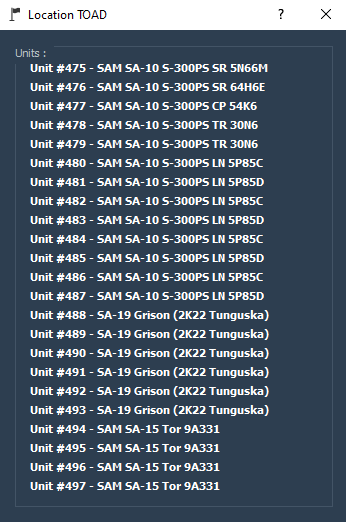 Location TOAD
?
Units :
Unit #475 - SAM SA-10 S-300PS SR 5N66M
Unit #476 - SAM SA-10 S-300PS SR 64H6E
Unit #477 - SAM SA-10 S-300PS CP 54K6
Unit #478 - SAM SA-10 S-300PS TR 30N6
Unit #479 - SAM SA-10 S-300PS TR 30N6
Unit #480 - SAM SA-10 S-300PS LN 5P85C
Unit #481 - SAM SA-10 S-300PS LN 5P85D
Unit #482 - SAM SA-10 S-300PS LN 5P85C
Unit #483 - SAM SA-10 S-300PS LN 5P85D
Unit #484 - SAM SA-10 S-300PS LN 5P85C
Unit #485 - SAM SA-10 S-300PS LN 5P85D
Unit #486 - SAM SA-10 S-300PS LN 5P85C
Unit #487 - SAM SA-10 S-300PS LN 5P85D
Unit #488 - SA-19 Grison (2K22 Tunguska)
Unit #489 - SA-19 Grison (2K22 Tunguska)
Unit #490 - SA-19 Grison (2K22 Tunguska)
Unit #491 - SA-19 Grison (2K22 Tunguska)
Unit #492 - SA-19 Grison (2K22 Tunguska)
Unit #493 - SA-19 Grison (2K22 Tunguska)
Unit #494 - SAM SA-15 Tor 9A331
Unit #495 - SAM SA-15 Tor 9A331
Unit #496 - SAM SA-15 Tor 9A331
Unit #497 - SAM SA-15 Tor 9A331